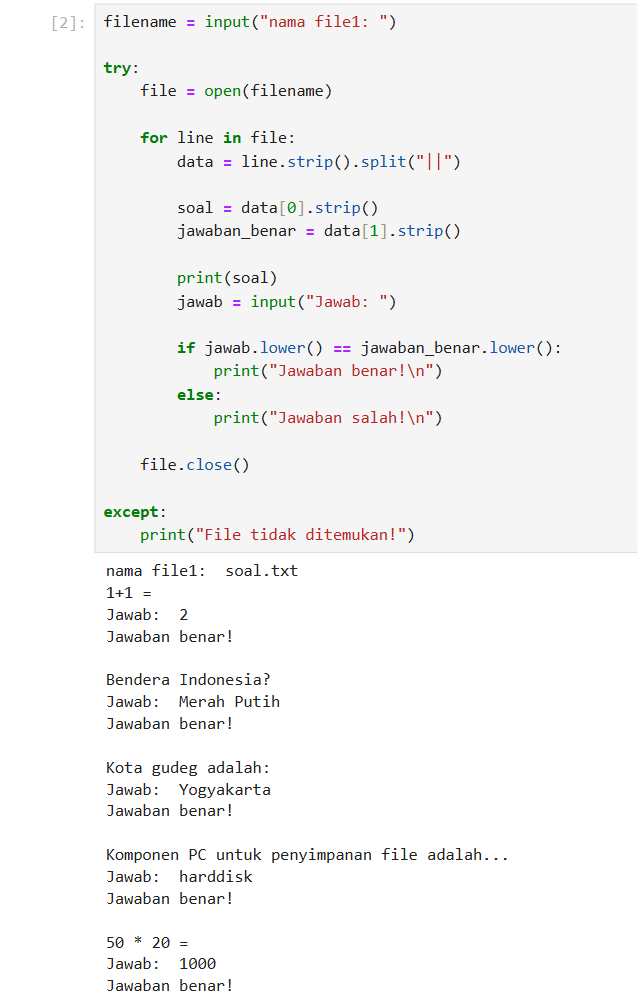 [2]: filename = input("nama file1: ")
try:
file = open(filename)
for line in file:
data = line.strip().split("||")
soal = data[0].strip()
jawaban_benar = data[1].strip()
print(soal)
jawab = input("Jawab: ")
if jawab.lower() == jawaban_benar.lower():
print("Jawaban benar!\n")
else:
print("Jawaban salah!\n")
file.close()
except:
print("File tidak ditemukan!")
nama file1:  soal.txt
1+1 =
Jawab:  2
Jawaban benar!
Bendera Indonesia?
Jawab:  Merah Putih
Jawaban benar!
Kota gudeg adalah:
Jawab:  Yogyakarta
Jawaban benar!
Komponen PC untuk penyimpanan file adalah...
Jawab:  harddisk
Jawaban benar!
50 * 20 =
Jawab:  1000
Jawaban benar!